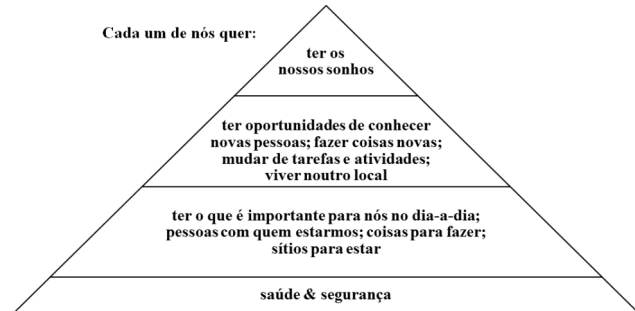 Cada um de nós quer:
ter os
nossos sonhos
ter oportunidades de conhecer
novas pessoas; fazer coisas novas;
mudar de tarefas e atividades;
viver noutro local
ter o que é importante para nós no dia-a-dia;
pessoas com quem estarmos; coisas para fazer;
sítios para estar
saúde & segurança